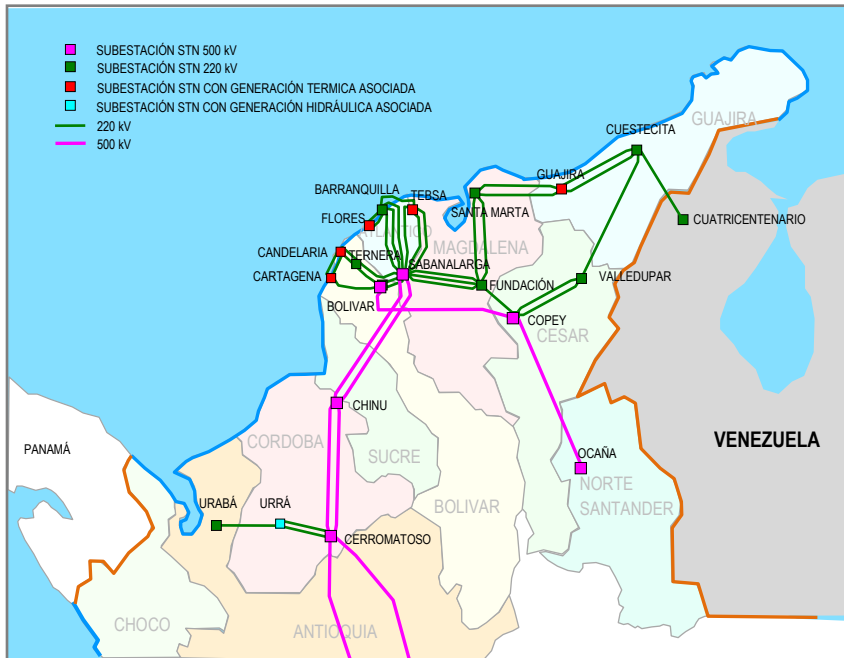 SUBESTACIÓN STN 500 kV
SUBESTACIÓN STN 220 kV
SUBESTACIÓN STN CON GENERACIÓN TERMICA ASOCIADA
SUBESTACIÓN STN CON GENERACIÓN HIDRÁULICA ASOCIADA
220 kV
500 kV
GUAJIRA
CUESTECITA
GUAJIRA
BARRANQUILLA
TEBSA
SANTA MARTA
FLORES
CUATRICENTENARIO
ATLANTICO
MAGDALENA
CANDELARIA
TERNERA
SABANALARGA
CARTAGENA
FUNDACIÓN
VALLEDUPAR
BOLIVAR
COPEY
CESAR
CHINU
CORDOBA
VENEZUELA
PANAMÁ
SUCRE
OCAÑA
NORTE
SANTANDER
BOLIVAR
URABÁ
URRÁ
CERROMATOSO
CHOCO
ANTIOQUIA